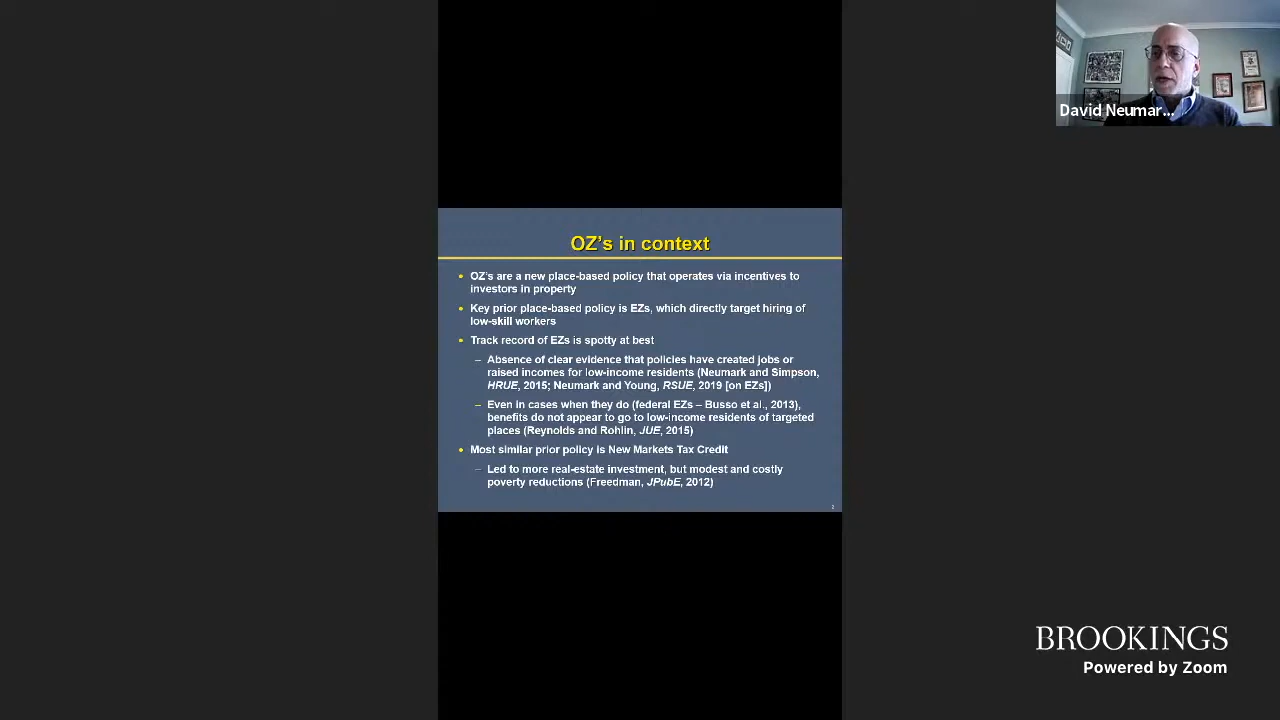 David Neumar...
OZ's in context
• OZ's are a new place-based policy that operates via incentives to
investors in property
• Key prior place-based policy is EZs, which directly target hiring of
low-skill workers
• Track record of EZs is spotty at best
– Absence of clear evidence that policies have created jobs or
raised incomes for low-income residents (Neumark and Simpson,
HRUE, 2015; Neumark and Young, RSUE, 2019 [on EZs])
– Even in cases when they do (federal EZs – Busso et al., 2013),
benefits do not appear to go to low-income residents of targeted
places (Reynolds and Rohlin, JUE, 2015)
• Most similar prior policy is New Markets Tax Credit
– Led to more real-estate investment, but modest and costly
poverty reductions (Freedman, JPubE, 2012)
BROOKINGS
Powered by Zoom